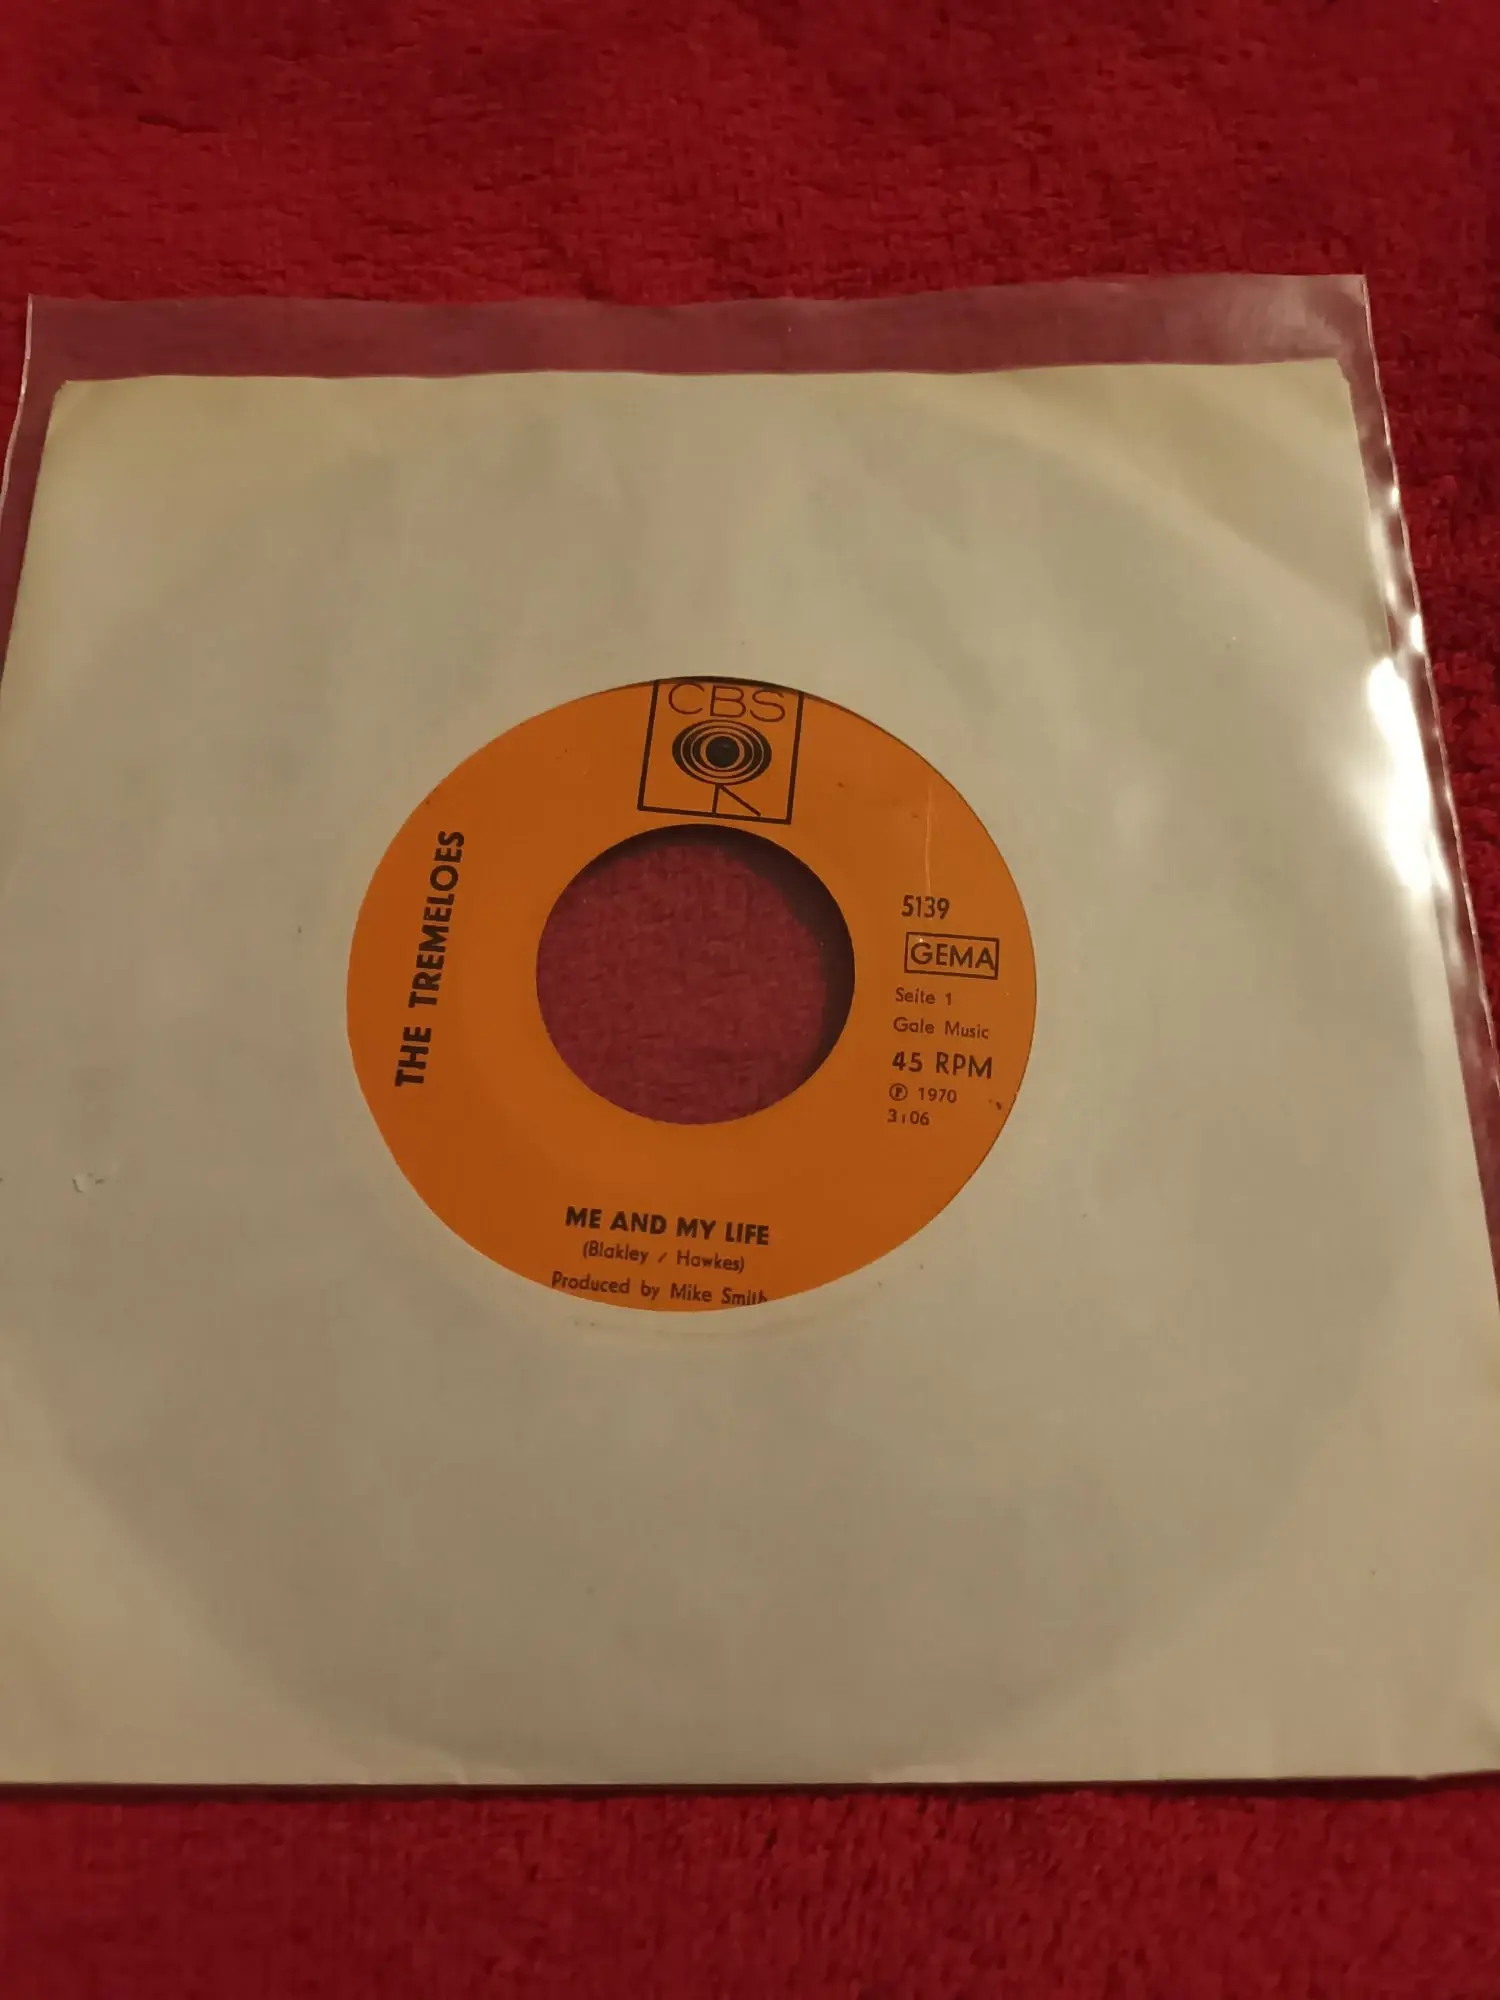 CBS
THE TREMELOES
5139
GEMA
Seite 1
Gale Music
45 RPM
Ⓟ 1970
3:06
ME AND MY LIFE
(Blakley / Hawkes)
Produced by Mike Smith